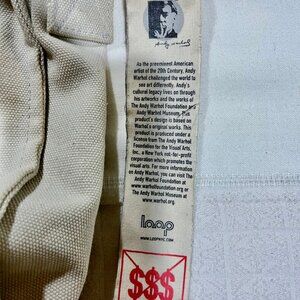 Andy Warhol
As the preeminent American
artist of the 20th Century, Andy
Warhol challenged the world to
see art differently. Andy's
cultural legacy lives on through
his artworks and the works of
The Andy Warhol Foundation and
Andy Warhol Museum. This
product's design is based on
Warhol's original works. This
product is produced under a
license from The Andy Warhol
Foundation for the Visual Arts,
Inc., a New York not-for-profit
corporation which promotes the
visual arts. For more information
on Andy Warhol, you can visit The
Andy Warhol Foundation at
www.warholfoundation.org or
The Andy Warhol Museum at
www.warhol.org.
loop
WWW.LOOPNYC.COM
$$$